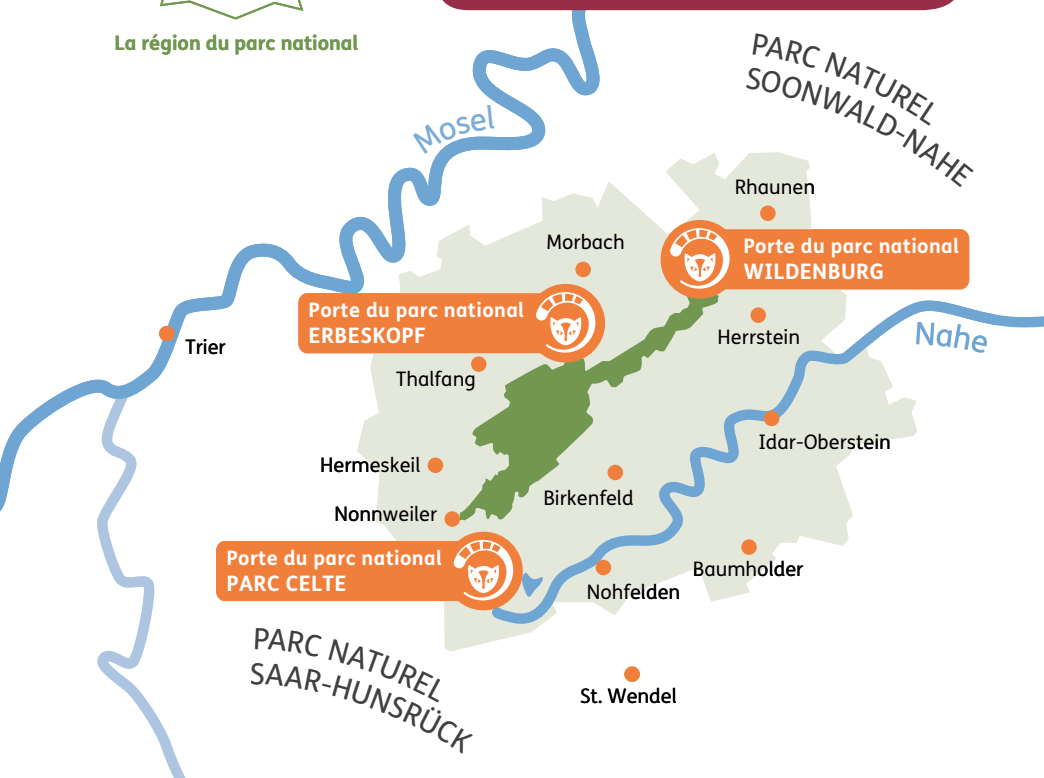 La région du parc national
PARC NATUREL
SOONWALD-NAHE
Mosel
Rhaunen
Morbach
Porte du parc national
WILDENBURG
Porte du parc national
ERBESKOPF
Herrstein
Nahe
Trier
Thalfang
Idar-Oberstein
Hermeskeil
Birkenfeld
Nonnweiler
Porte du parc national
PARC CELTE
Baumholder
Nohfelden
PARC NATUREL
SAAR-HUNSRÜCK
St. Wendel